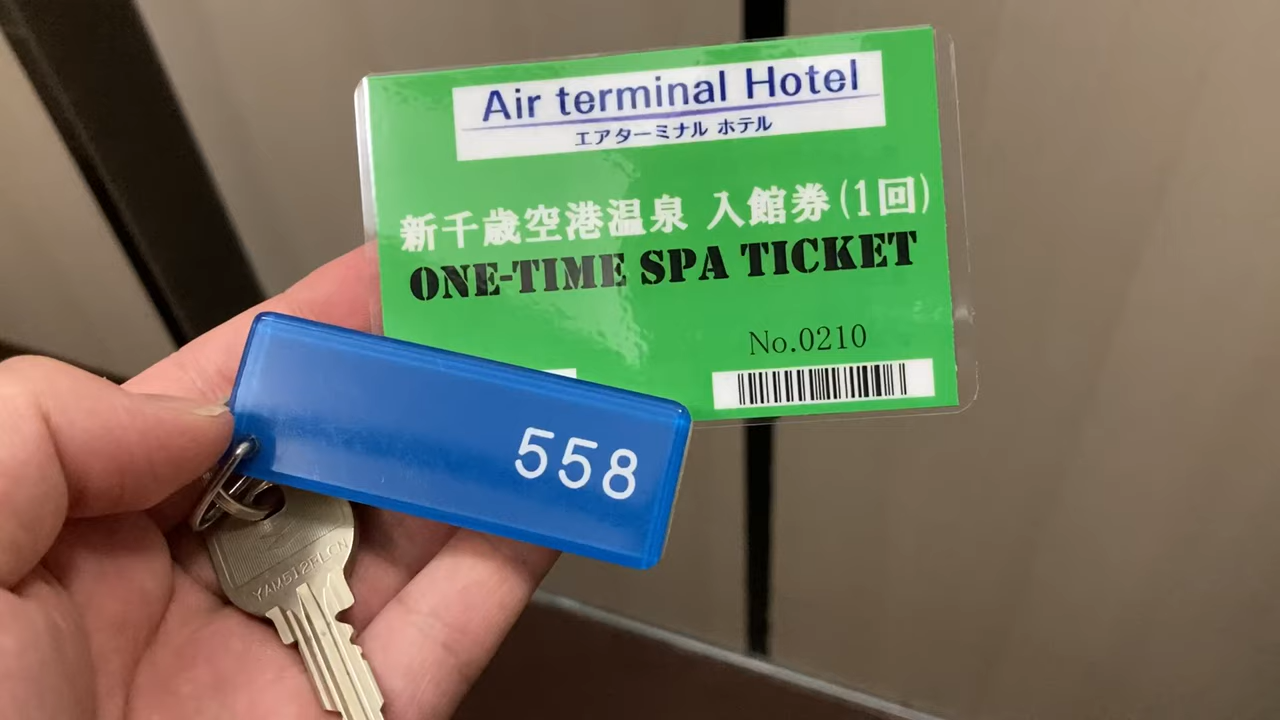 Air terminal Hotel
エアターミナル ホテル
新千歳空港温泉 入館券(1回)
ONE-TIME SPA TICKET
No.0210
558